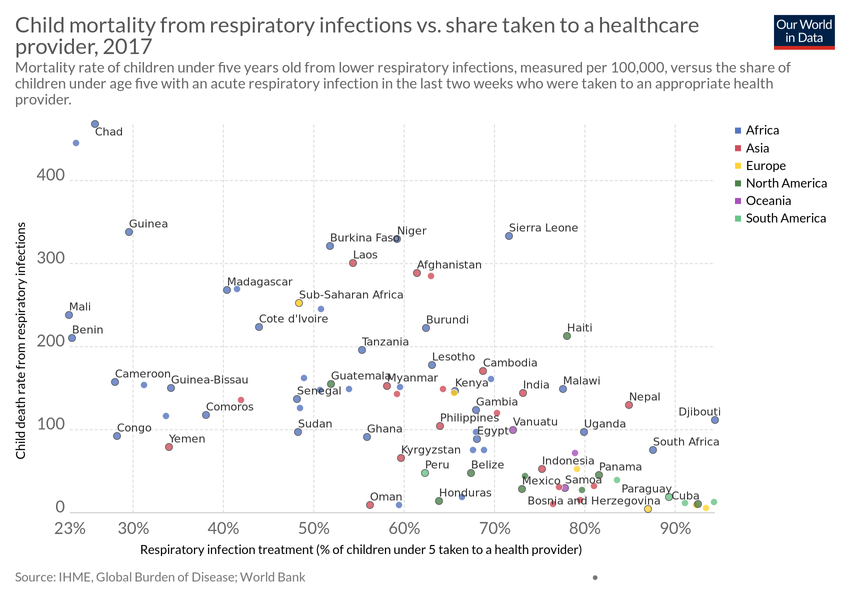 Child mortality from respiratory infections vs. share taken to a healthcare
provider, 2017
Our World
in Data
Mortality rate of children under five years old from lower respiratory infections, measured per 100,000, versus the share of
children under age five with an acute respiratory infection in the last two weeks who were taken to an appropriate health
provider.
Africa
Asia
Europe
North America
Oceania
South America
Child death rate from respiratory infections
400
300
200
100
0
Chad
Guinea
Burkina Faso
Niger
Sierra Leone
Laos
Afghanistan
Madagascar
Sub-Saharan Africa
Mali
Cote d'Ivoire
Burundi
Benin
Haiti
Tanzania
Lesotho
Cambodia
Cameroon
Guinea-Bissau
Guatemala
Myanmar
Kenya
India
Malawi
Senegal
Nepal
Comoros
Gambia
Djibouti
Congo
Sudan
Ghana
Philippines
Egypt
Vanuatu
Uganda
Yemen
Kyrgyzstan
South Africa
Peru
Belize
Indonesia
Panama
Mexico
Samoa
Paraguay
Oman
Honduras
Bosnia and Herzegovina
Cuba
23%
30%
40%
50%
60%
70%
80%
90%
Respiratory infection treatment (% of children under 5 taken to a health provider)
Source: IHME, Global Burden of Disease; World Bank